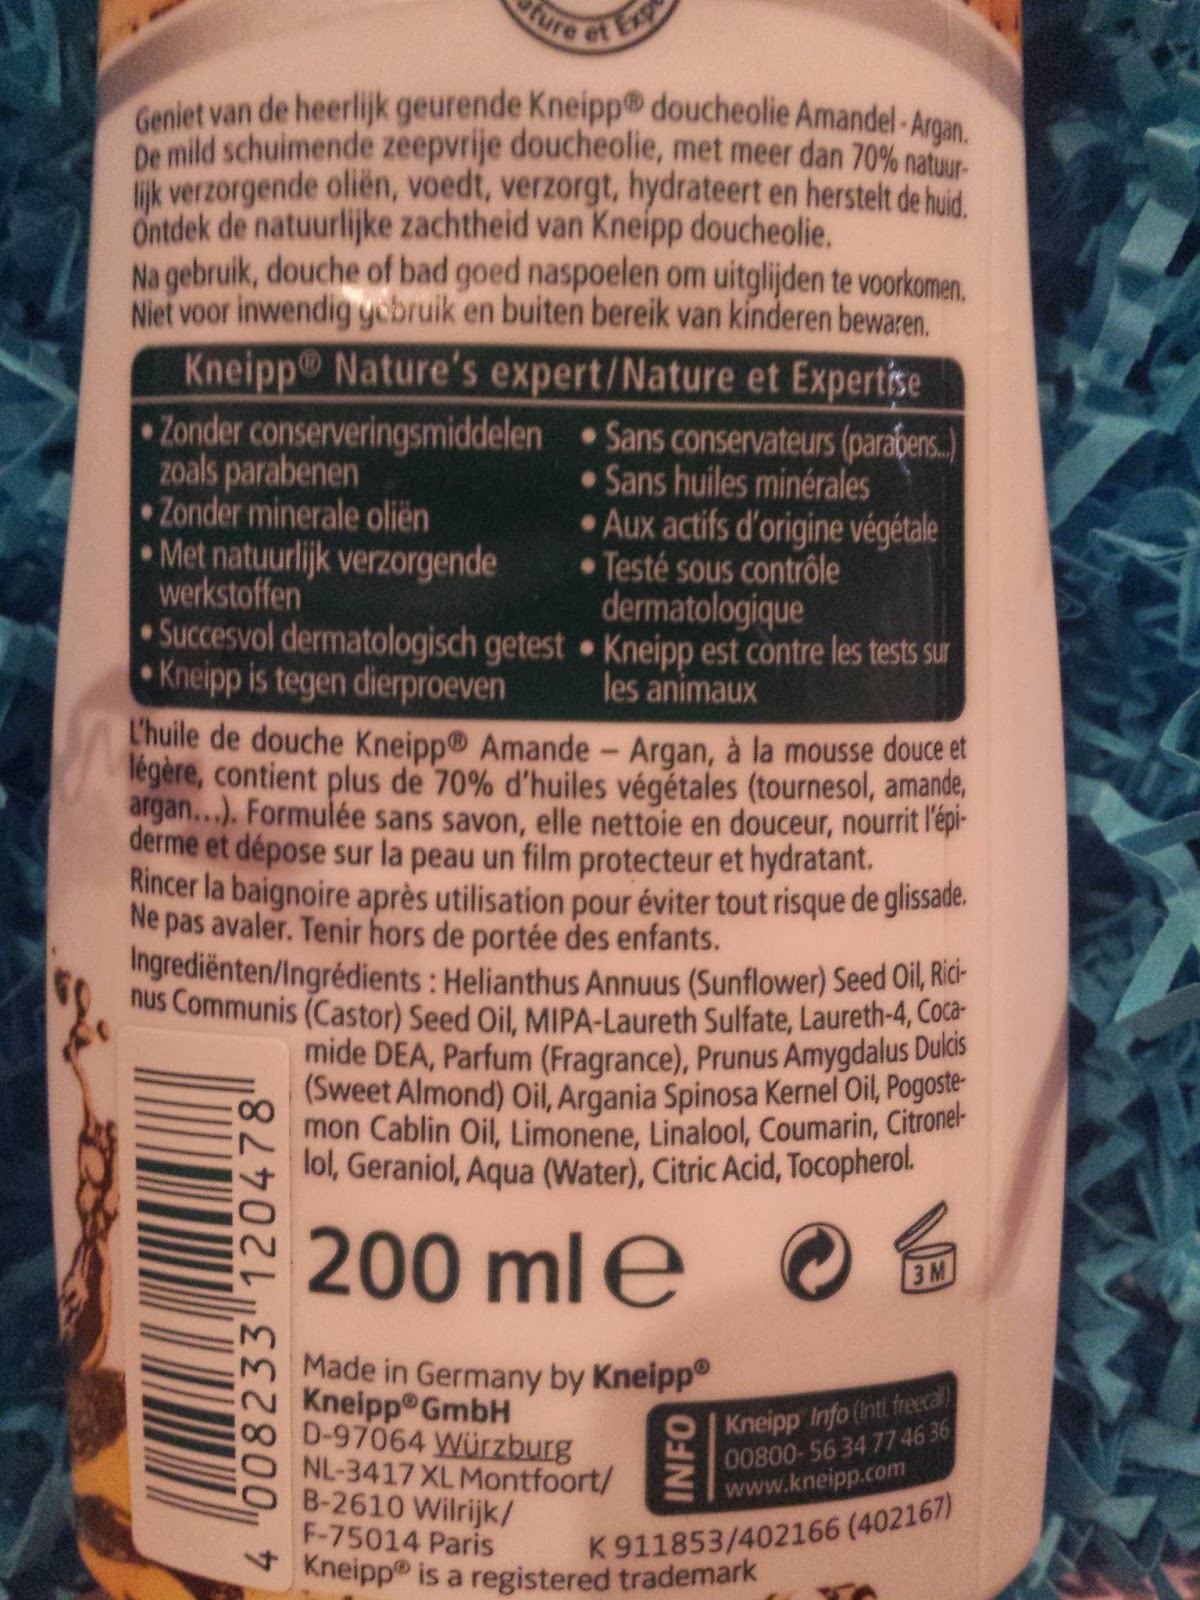 Nature et Expe
Geniet van de heerlijk geurende Kneipp® doucheolie Amandel - Argan.
De mild schuimende zeepvrije doucheolie, met meer dan 70% natuur-
lijk verzorgende oliën, voedt, verzorgt, hydrateert en herstelt de huid.
Ontdek de natuurlijke zachtheid van Kneipp doucheolie.
Na gebruik, douche of bad goed naspoelen om uitglijden te voorkomen.
Niet voor inwendig gebruik en buiten bereik van kinderen bewaren.
Kneipp® Nature's expert/Nature et Expertise
• Zonder conserveringsmiddelen
zoals parabenen
• Zonder minerale oliën
• Met natuurlijk verzorgende
werkstoffen
• Succesvol dermatologisch getest
• Kneipp is tegen dierproeven
• Sans conservateurs (parabens...)
• Sans huiles minérales
• Aux actifs d'origine végétale
• Testé sous contrôle
dermatologique
• Kneipp est contre les tests sur
les animaux
L'huile de douche Kneipp® Amande – Argan, à la mousse douce et
légère, contient plus de 70% d'huiles végétales (tournesol, amande,
argan...). Formulée sans savon, elle nettoie en douceur, nourrit l'épi-
derme et dépose sur la peau un film protecteur et hydratant.
Rincer la baignoire après utilisation pour éviter tout risque de glissade.
Ne pas avaler. Tenir hors de portée des enfants.
Ingrediënten/Ingrédients : Helianthus Annuus (Sunflower) Seed Oil, Rici-
nus Communis (Castor) Seed Oil, MIPA-Laureth Sulfate, Laureth-4, Coca-
mide DEA, Parfum (Fragrance), Prunus Amygdalus Dulcis
(Sweet Almond) Oil, Argania Spinosa Kernel Oil, Pogoste-
mon Cablin Oil, Limonene, Linalool, Coumarin, Citronel-
lol, Geraniol, Aqua (Water), Citric Acid, Tocopherol.
4 008233 120478
200 ml e
3 M
Made in Germany by Kneipp®
Kneipp® GmbH
D-97064 Würzburg
NL-3417 XL Montfoort/
B-2610 Wilrijk/
F-75014 Paris
Kneipp® is a registered trademark
INFO
Kneipp Info (Intl. freecall)
00800- 56 34 77 46 36
www.kneipp.com
K 911853/402166 (402167)